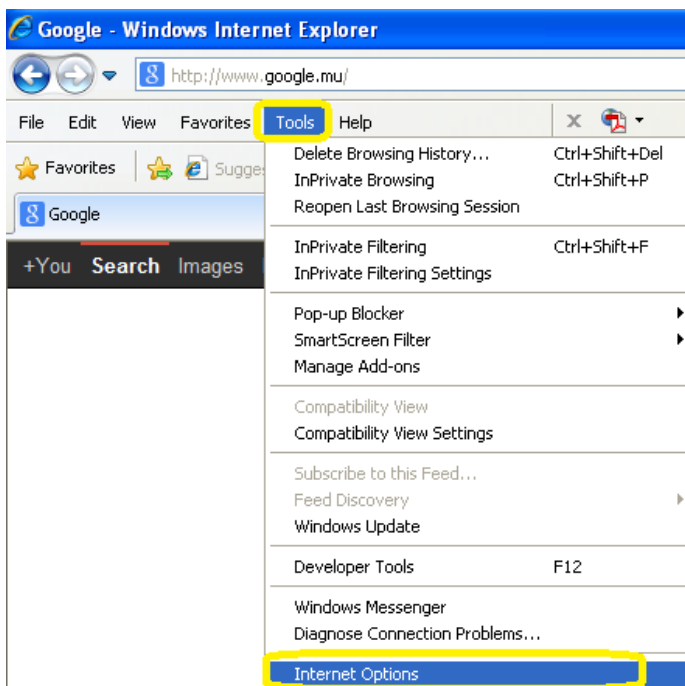 Google - Windows Internet Explorer
http://www.google.mu/
File Edit View Favorites Tools Help
Delete Browsing History... Ctrl+Shift+Del
Favorites
InPrivate Browsing Ctrl+Shift+P
Reopen Last Browsing Session
Google
InPrivate Filtering Ctrl+Shift+F
+You Search Images
InPrivate Filtering Settings
Pop-up Blocker
SmartScreen Filter
Manage Add-ons
Compatibility View
Compatibility View Settings
Subscribe to this Feed...
Feed Discovery
Windows Update
Developer Tools F12
Windows Messenger
Diagnose Connection Problems...
Internet Options